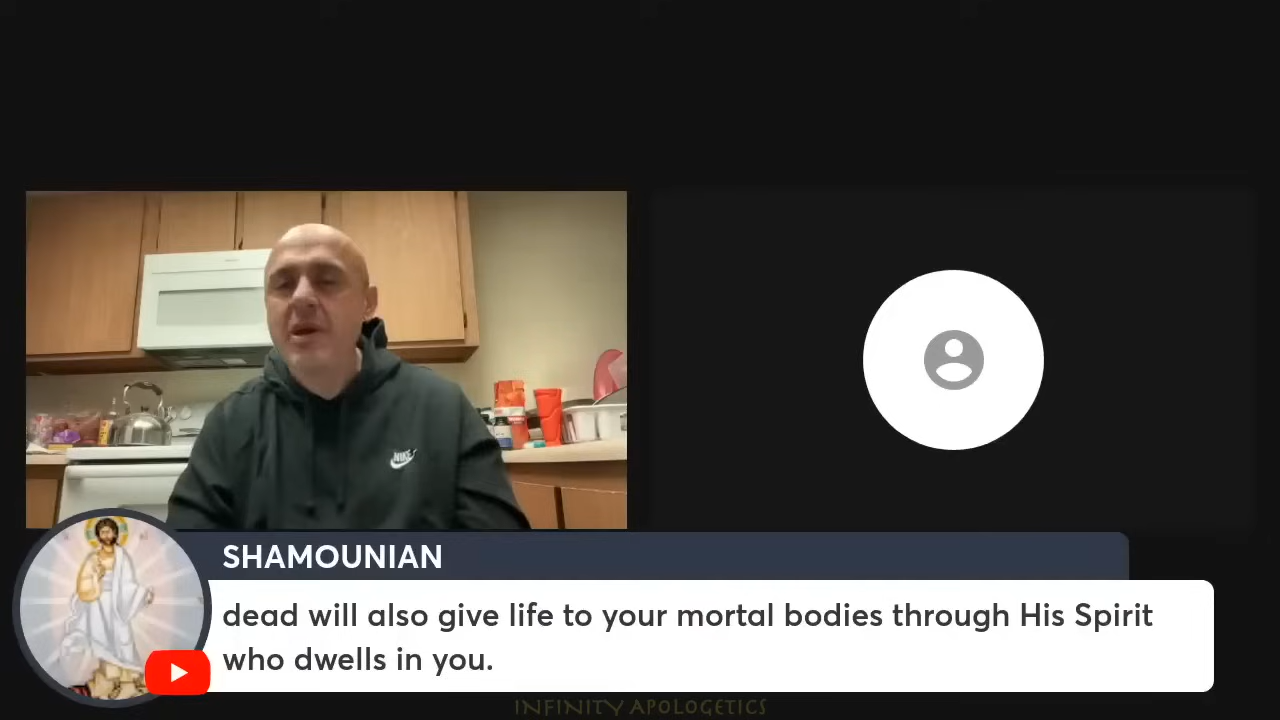 NIKE
SHAMOUNIAN
dead will also give life to your mortal bodies through His Spirit
who dwells in you.
INFINITY APOLOGETICS